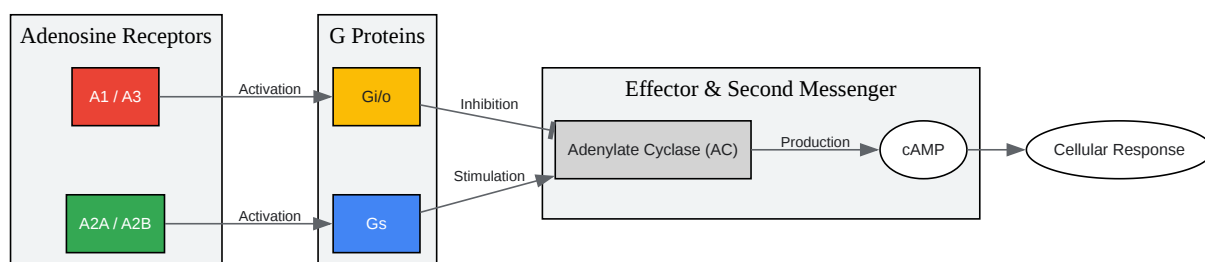 Adenosine Receptors
G Proteins
A1 / A3
Activation
Gi/o
Inhibition
Effector & Second Messenger
Adenylate Cyclase (AC)
Production
cAMP
Cellular Response
Stimulation
A2A / A2B
Activation
Gs